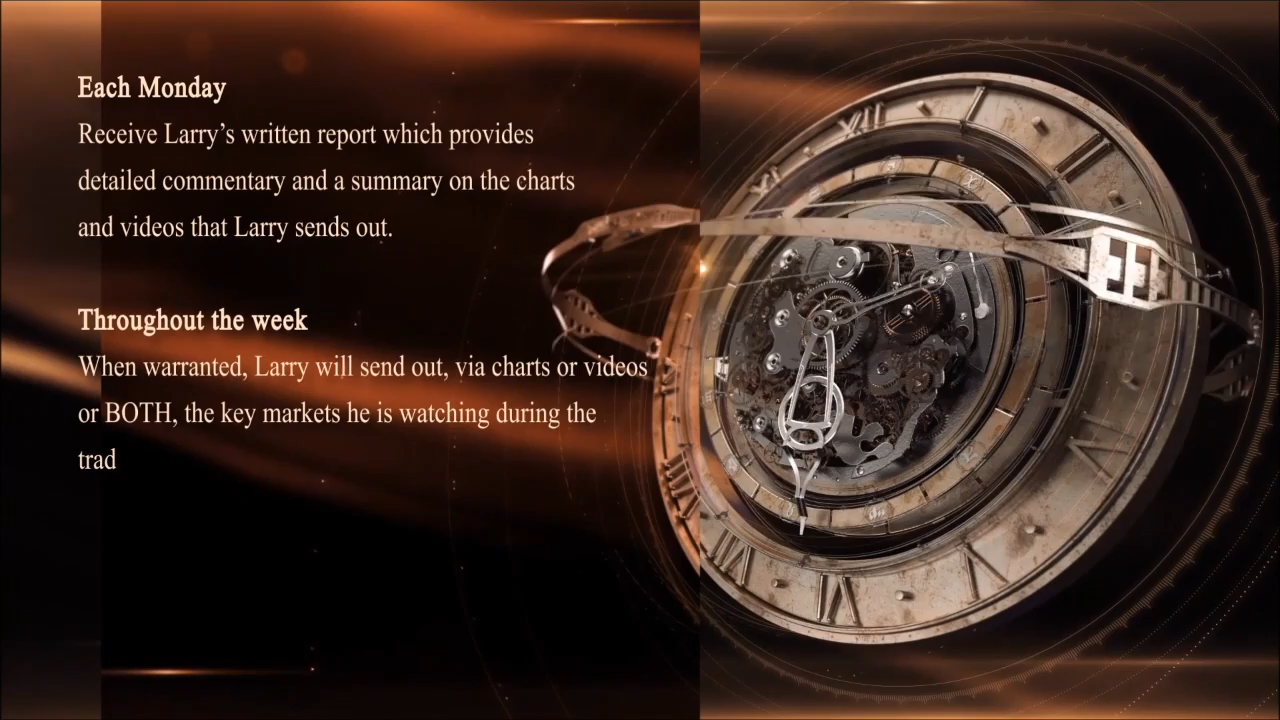 Each Monday
Receive Larry’s written report which provides
detailed commentary and a summary on the charts
and videos that Larry sends out.
Throughout the week
When warranted, Larry will send out, via charts or videos
or BOTH, the key markets he is watching during the
trad